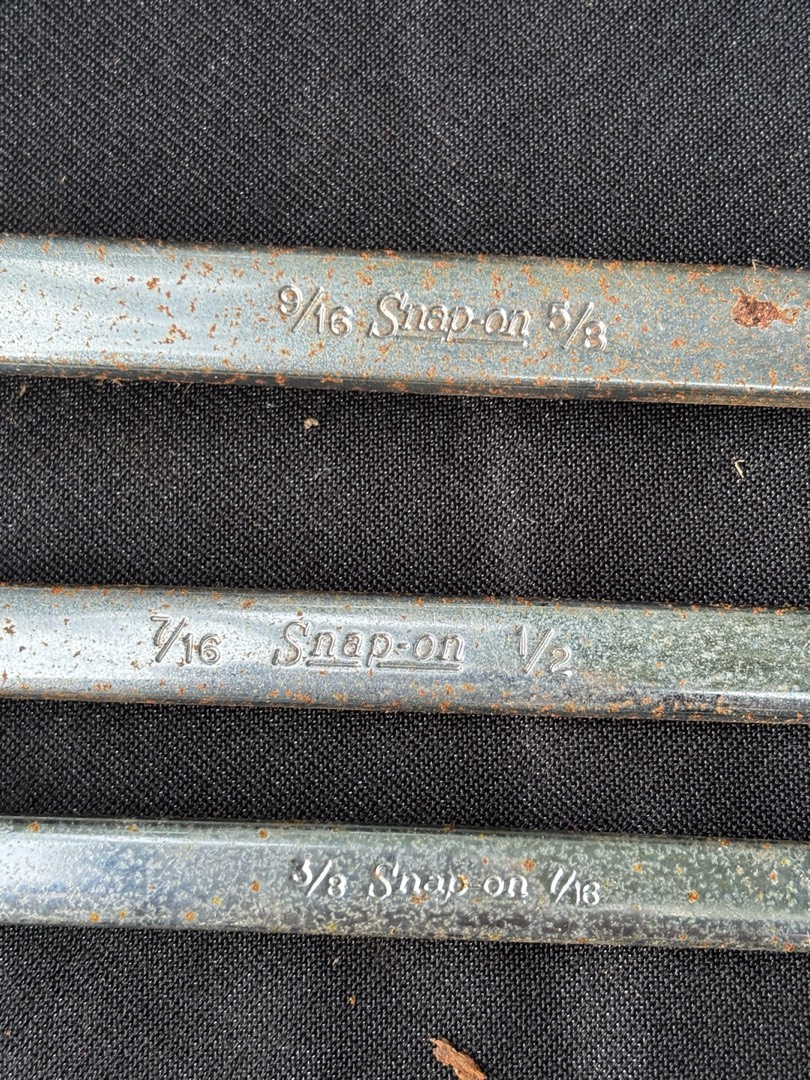 9/16 Snap-on 5/8
7/16 Snap-on 1/2
3/8 Snap-on 7/16